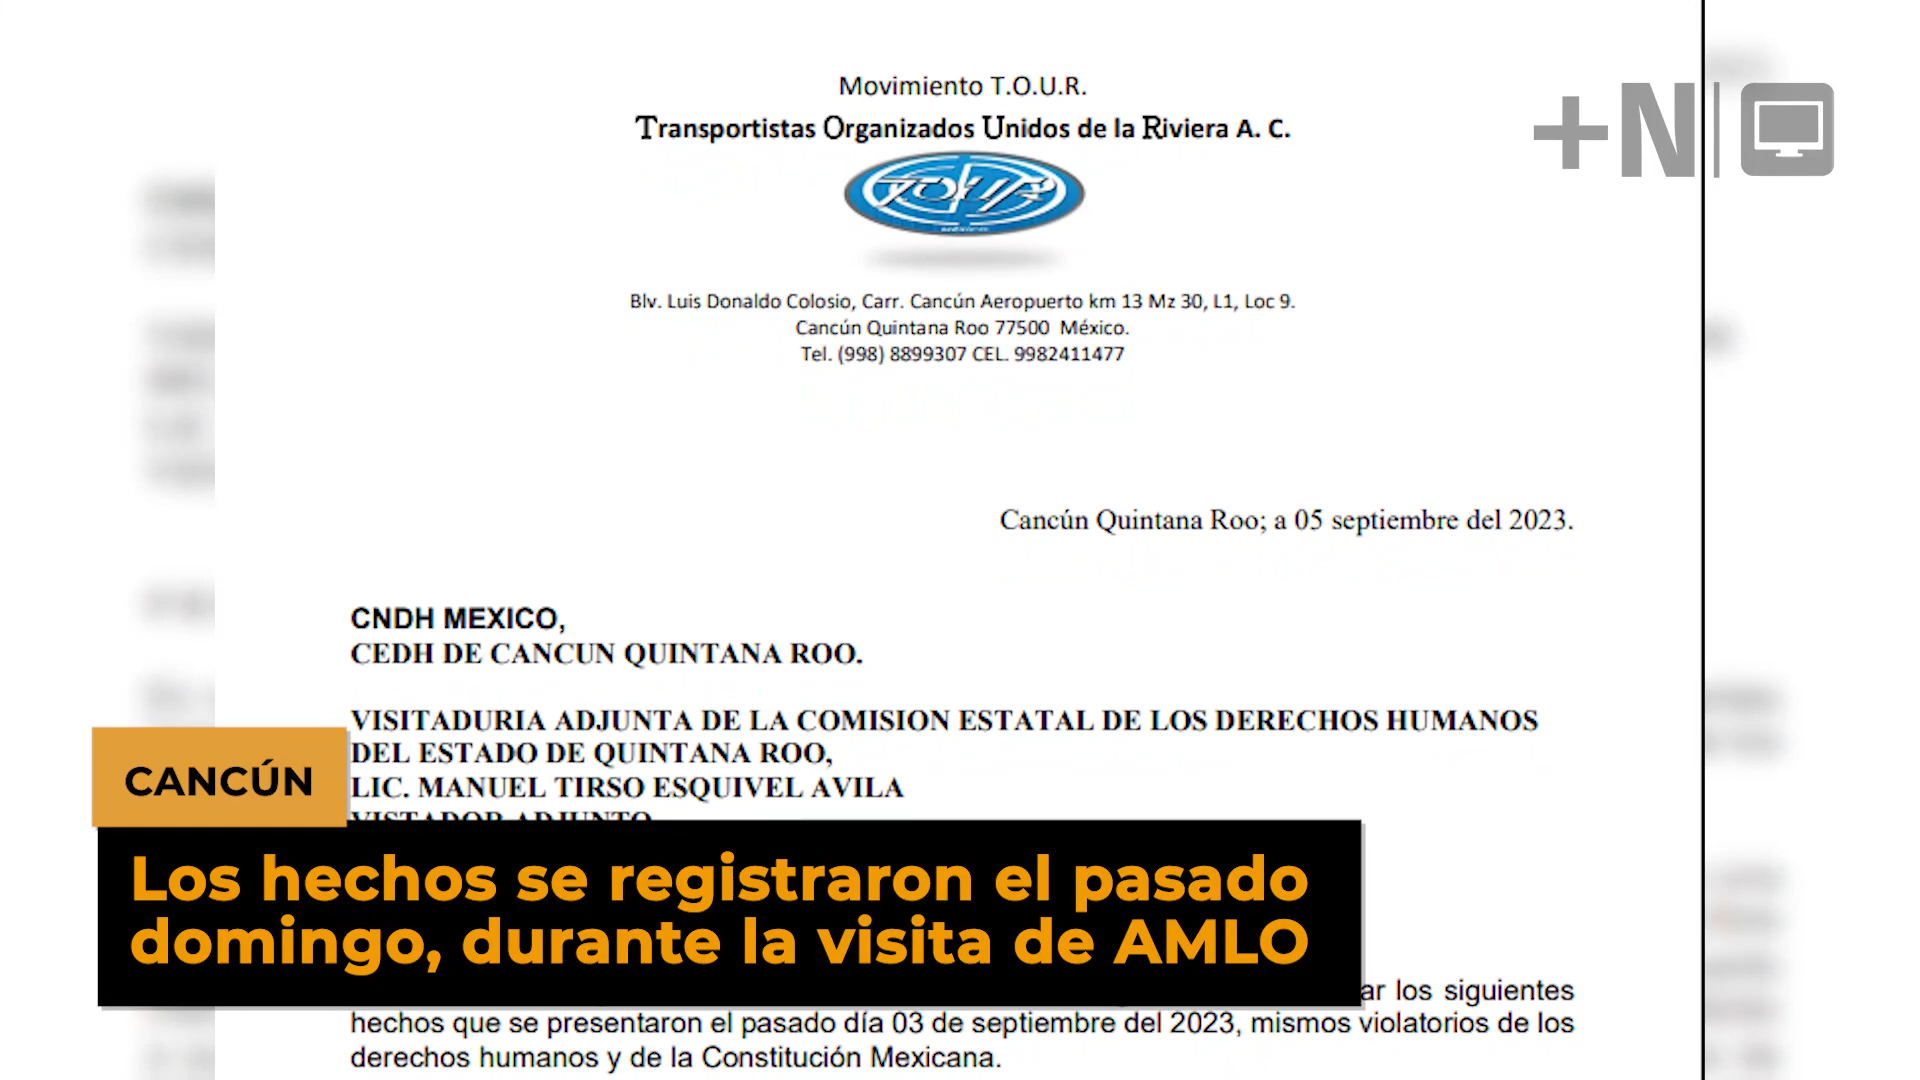 Movimiento T.O.U.R.
Transportistas Organizados Unidos de la Riviera A. C.
TOUR
Blv. Luis Donaldo Colosio, Carr. Cancún Aeropuerto km 13 Mz 30, L1, Loc 9.
Cancún Quintana Roo 77500 México.
Tel. (998) 8899307 CEL. 9982411477
+N
Cancún Quintana Roo; a 05 septiembre del 2023.
CNDH MEXICO,
CEDH DE CANCUN QUINTANA ROO.
VISITADURIA ADJUNTA DE LA COMISION ESTATAL DE LOS DERECHOS HUMANOS
DEL ESTADO DE QUINTANA ROO,
LIC. MANUEL TIRSO ESQUIVEL AVILA
VISTADOR ADJUNTO
CANCÚN
Los hechos se registraron el pasado
domingo, durante la visita de AMLO
los siguientes
hechos que se presentaron el pasado día 03 de septiembre del 2023, mismos violatorios de los
derechos humanos y de la Constitución Mexicana.